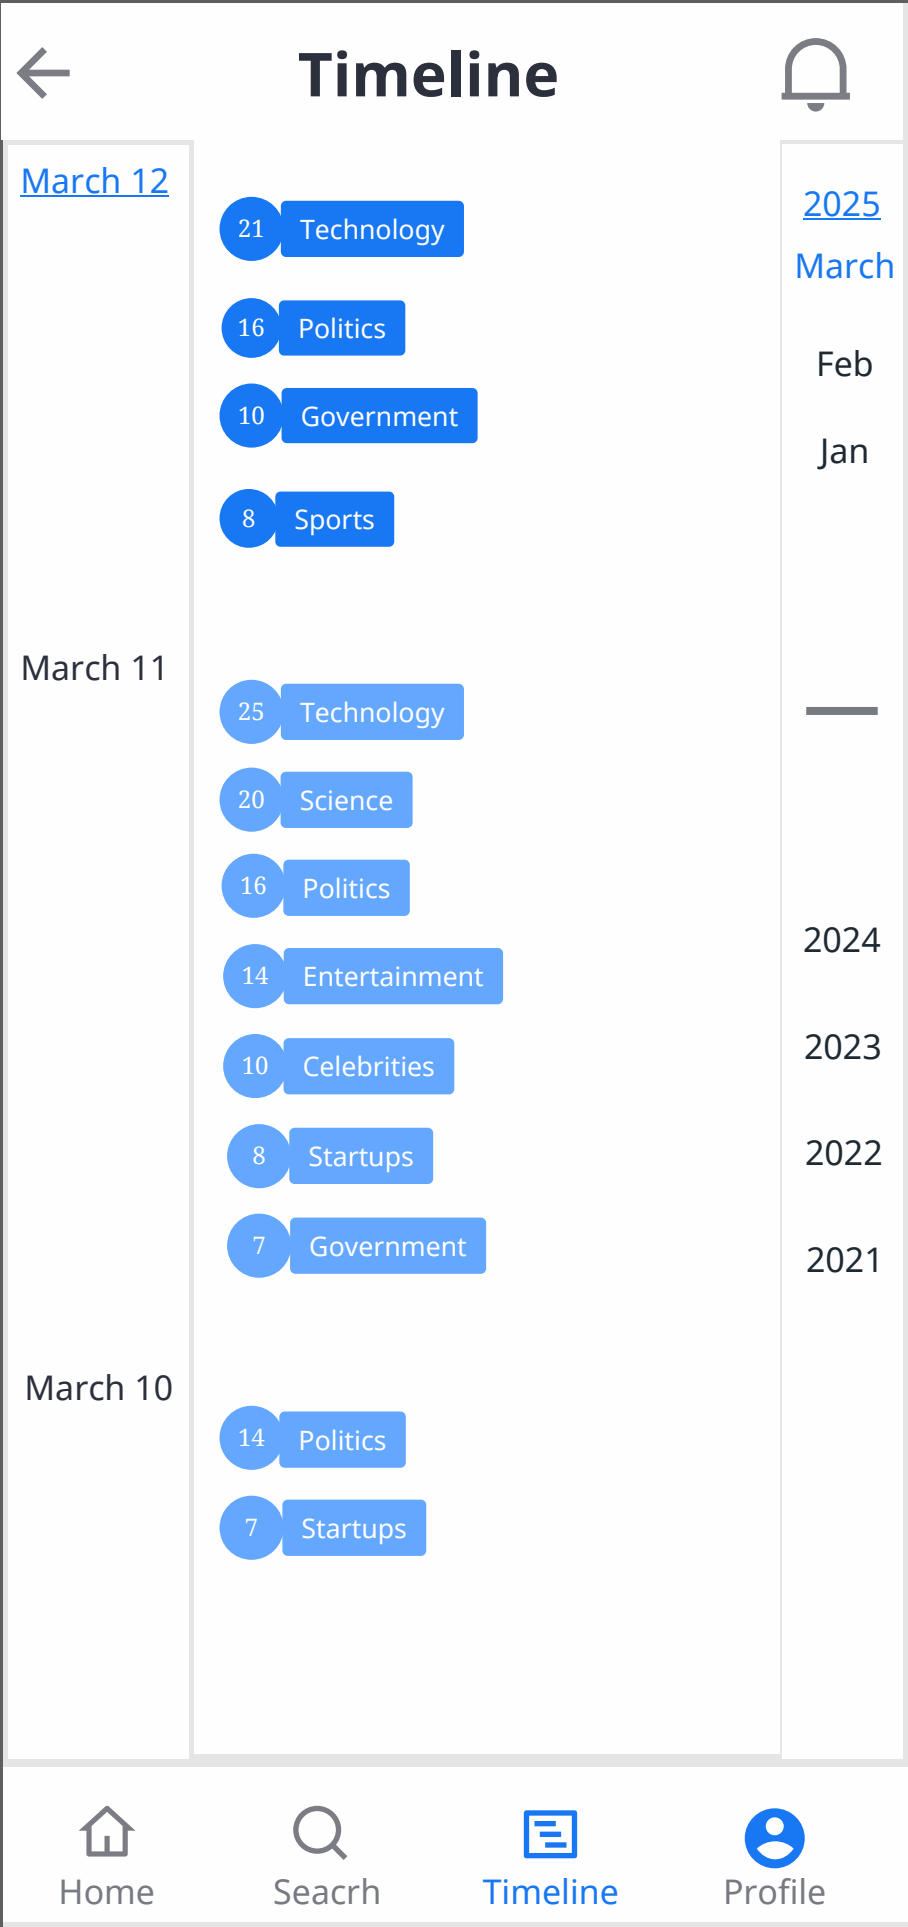 Timeline
March 12
21 Technology
16 Politics
10 Government
8 Sports
March 11
25 Technology
20 Science
16 Politics
14 Entertainment
10 Celebrities
8 Startups
7 Government
March 10
14 Politics
7 Startups
2025
March
Feb
Jan
2024
2023
2022
2021
Home
Seacrh
Timeline
Profile